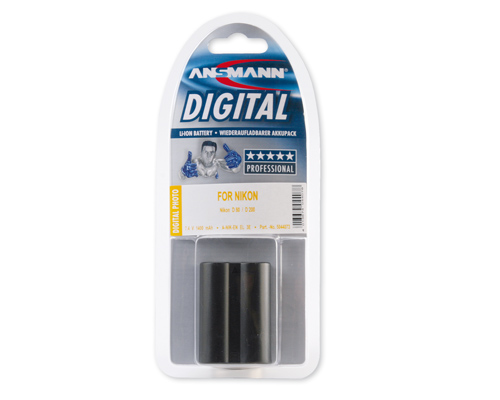 ANSMANN
DIGITAL
LI-ION BATTERY • WIEDERAUFLADBARER AKKUPACK
PROFESSIONAL
FOR NIKON
DIGITAL PHOTO